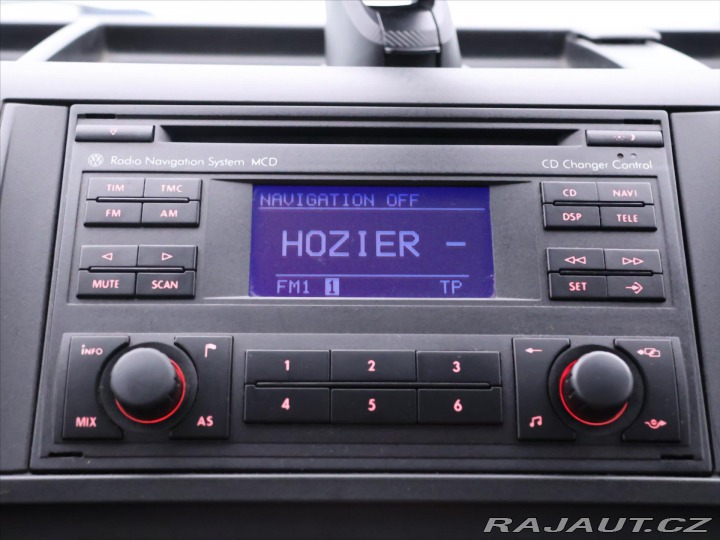 Radio Navigation System MCD
CD Changer Control
TIM TMC
FM AM
MUTE SCAN
NAVIGATION OFF
HOZIER -
FM1 1 TP
CD NAVI
DSP TELE
SET
INFO
MIX AS
1 2 3
4 5 6
RAJAUT.CZ